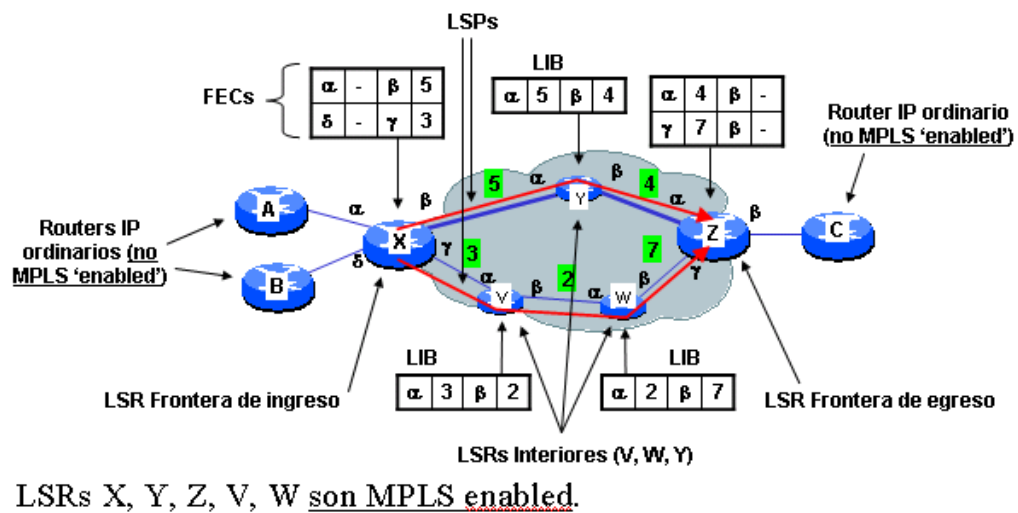 LSPs
FECs
α - β 5
δ - γ 3
LIB
α 5 β 4
α 4 β -
γ 7 β -
Router IP ordinario
(no MPLS 'enabled')
Routers IP
ordinarios (no
MPLS 'enabled')
A
B
X
Y
Z
C
V
W
α
δ
β
γ
5
α
β
4
α
β
3
α
β
2
α
β
7
γ
LIB
α 3 β 2
LIB
α 2 β 7
LSR Frontera de ingreso
LSR Frontera de egreso
LSRs Interiores (V, W, Y)
LSRs X, Y, Z, V, W son MPLS enabled.